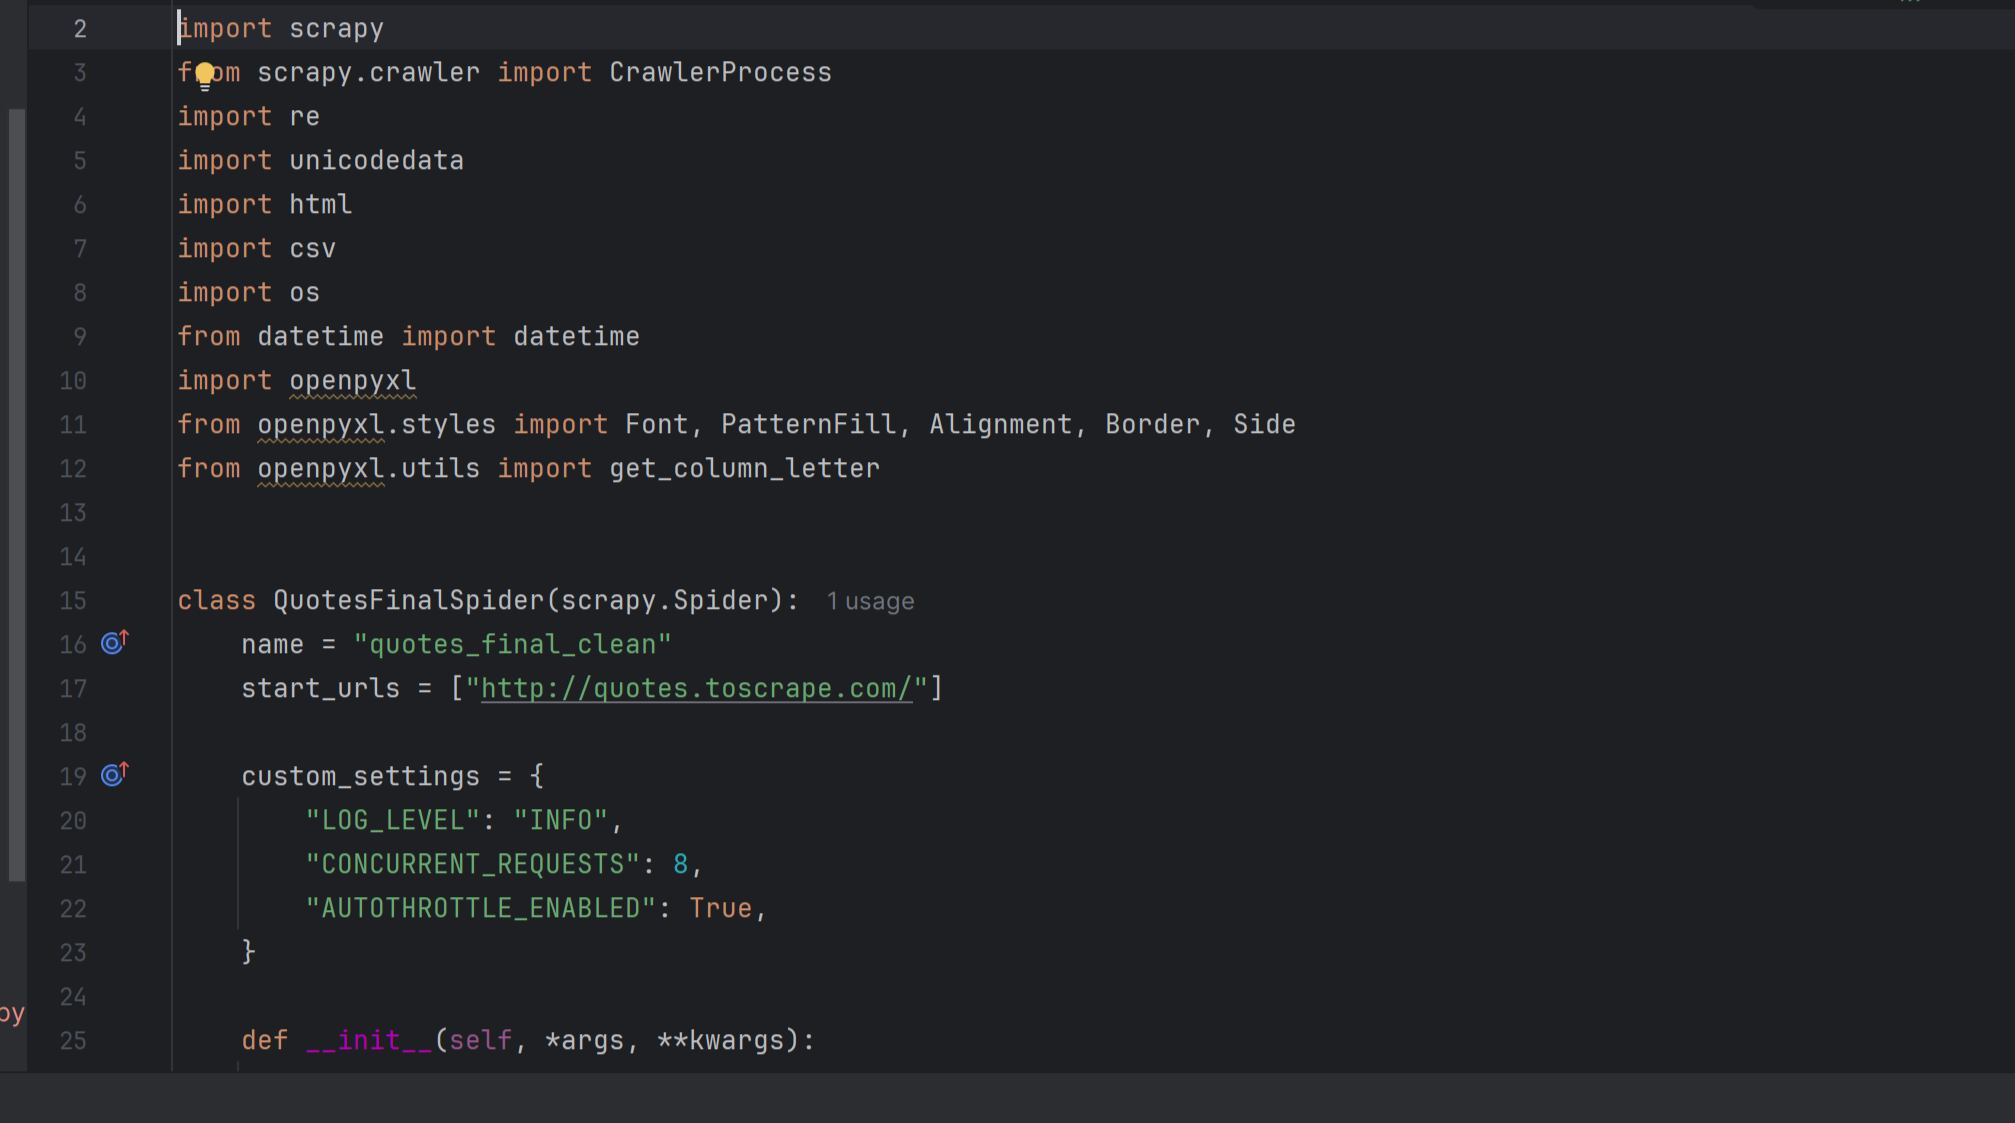 2 import scrapy
3 from scrapy.crawler import CrawlerProcess
4 import re
5 import unicodedata
6 import html
7 import csv
8 import os
9 from datetime import datetime
10 import openpyxl
11 from openpyxl.styles import Font, PatternFill, Alignment, Border, Side
12 from openpyxl.utils import get_column_letter
13
14
15 class QuotesFinalSpider(scrapy.Spider): 1 usage
16     name = "quotes_final_clean"
17     start_urls = ["http://quotes.toscrape.com/"]
18
19     custom_settings = {
20         "LOG_LEVEL": "INFO",
21         "CONCURRENT_REQUESTS": 8,
22         "AUTOTHROTTLE_ENABLED": True,
23     }
24
py
25     def __init__(self, *args, **kwargs):